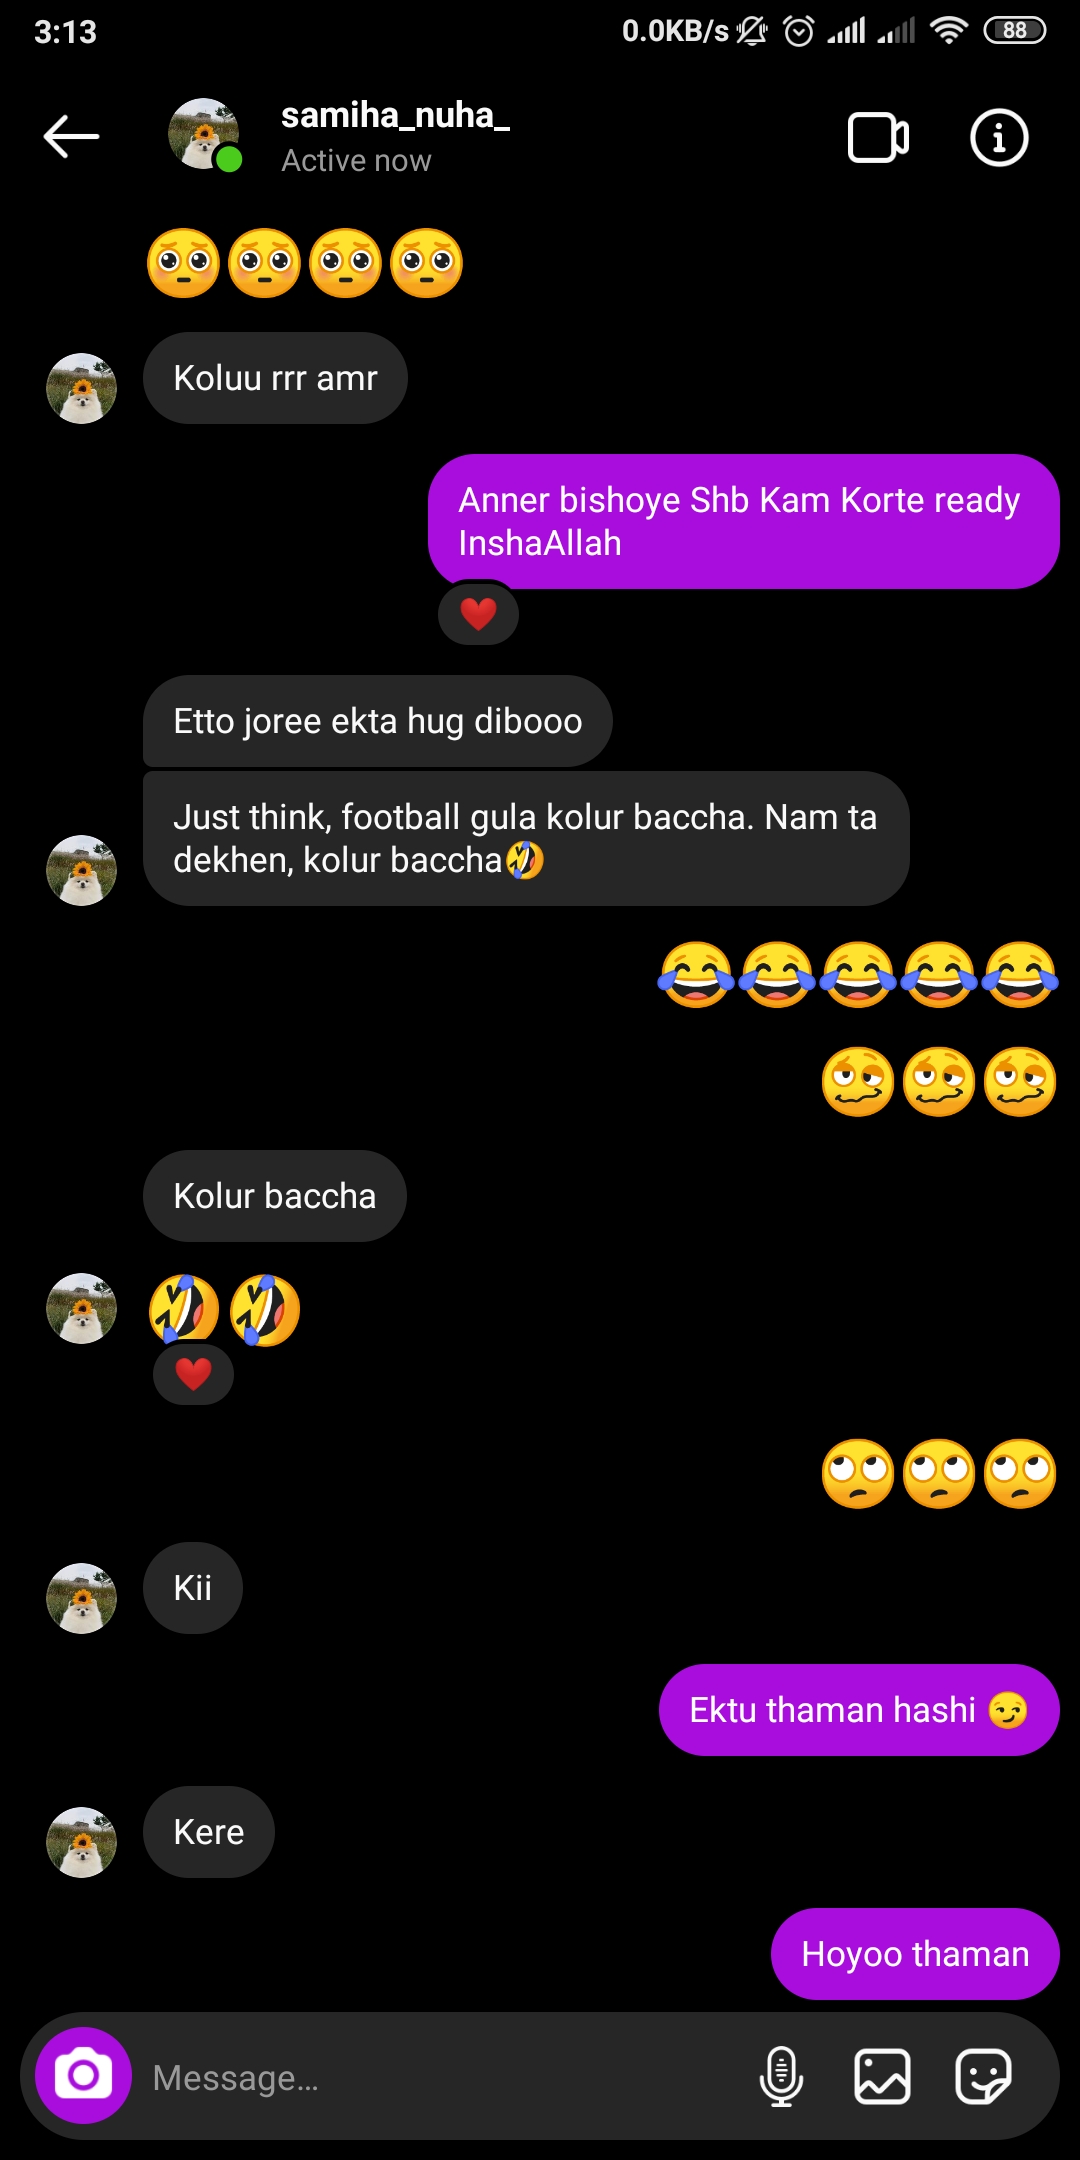 3:13
0.0KB/s
88
samiha_nuha_
Active now
🥺🥺🥺🥺
Koluu rrr amr
Anner bishoye Shb Kam Korte ready
InshaAllah
❤️
Etto joree ekta hug dibooo
Just think, football gula kolur baccha. Nam ta
dekhen, kolur baccha🤣
😂😂😂😂😂
🥴🥴🥴
Kolur baccha
🤣🤣
❤️
🙄🙄🙄
Kii
Ektu thaman hashi 😏
Kere
Hoyoo thaman
Message...